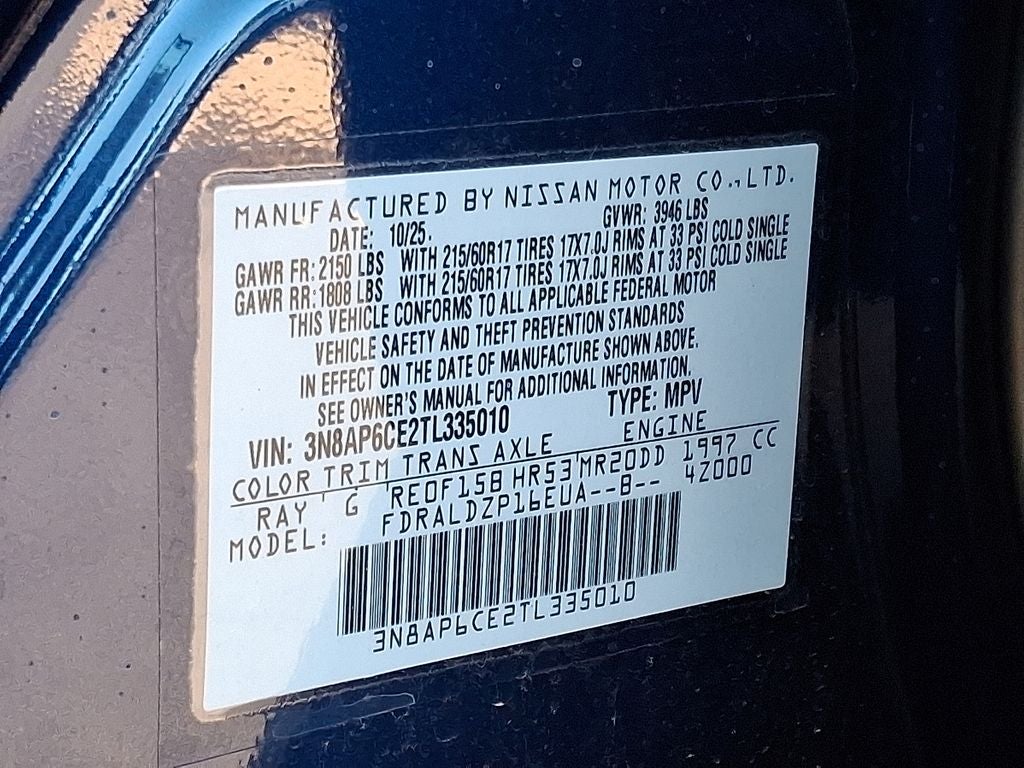 MANUFACTURED BY NISSAN MOTOR CO.,LTD.
DATE: 10/25. GVWR: 3946 LBS
GAWR FR: 2150 LBS WITH 215/60R17 TIRES 17X7.0J RIMS AT 33 PSI COLD SINGLE
GAWR RR: 1808 LBS WITH 215/60R17 TIRES 17X7.0J RIMS AT 33 PSI COLD SINGLE
THIS VEHICLE CONFORMS TO ALL APPLICABLE FEDERAL MOTOR
VEHICLE SAFETY AND THEFT PREVENTION STANDARDS
IN EFFECT ON THE DATE OF MANUFACTURE SHOWN ABOVE.
SEE OWNER'S MANUAL FOR ADDITIONAL INFORMATION.
VIN: 3N8AP6CE2TL335010 TYPE: MPV
COLOR TRIM TRANS AXLE ENGINE
RAY G RE0F15B HR53 MR20DD 1997 CC
MODEL: FDRALDZP16EUA--B-- 42000
3N8AP6CE2TL335010